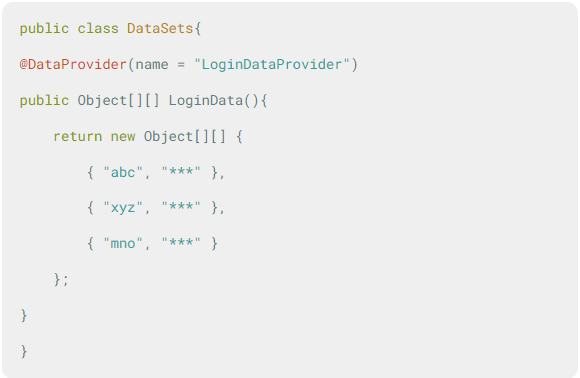 public class DataSets{
@DataProvider(name = "LoginDataProvider")
public Object[][] LoginData(){
return new Object[][] {
{ "abc", "***" },
{ "xyz", "***" },
{ "mno", "***" }
};
}
}